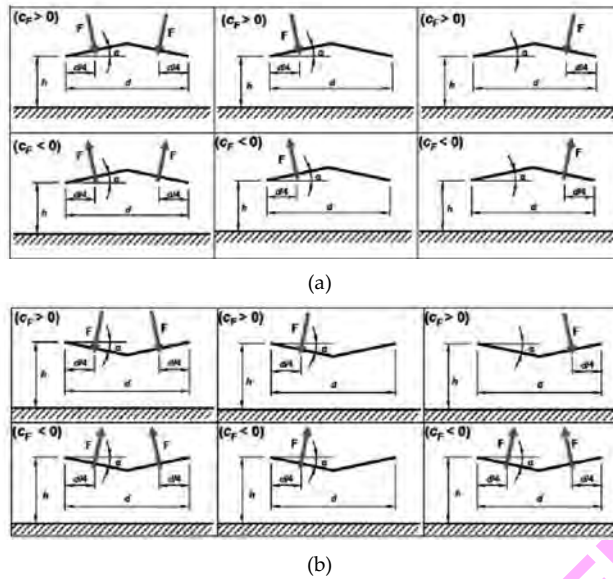 (c_F > 0) (c_F > 0) (c_F > 0)
F F F F
α α α
d/4 d/4 d/4 d/4
h d h d h d
(c_F < 0) (c_F < 0) (c_F < 0)
F F F F
α α α
d/4 d/4 d/4 d/4
h d h d h d
(a)
(c_F > 0) (c_F > 0) (c_F > 0)
F F F F
α α α
d/4 d/4 d/4 d/4
h d h d h d
(c_F < 0) (c_F < 0) (c_F < 0)
F F F F F
α α α
d/4 d/4 d/4 d/4 d/4
h d h d h d
(b)